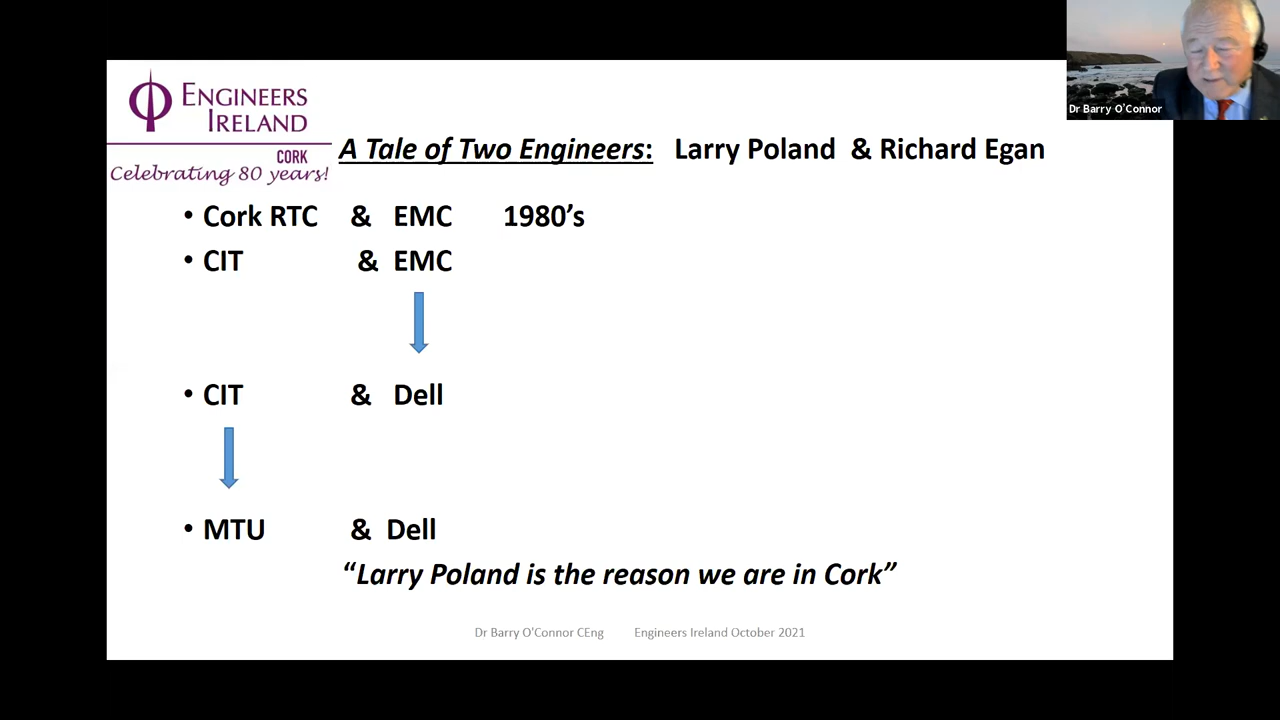 ENGINEERS
IRELAND
CORK
Celebrating 80 years!
A Tale of Two Engineers: Larry Poland & Richard Egan
• Cork RTC & EMC 1980’s
• CIT & EMC
• CIT & Dell
• MTU & Dell
“Larry Poland is the reason we are in Cork”
Dr Barry O'Connor CEng Engineers Ireland October 2021
Dr Barry O'Connor